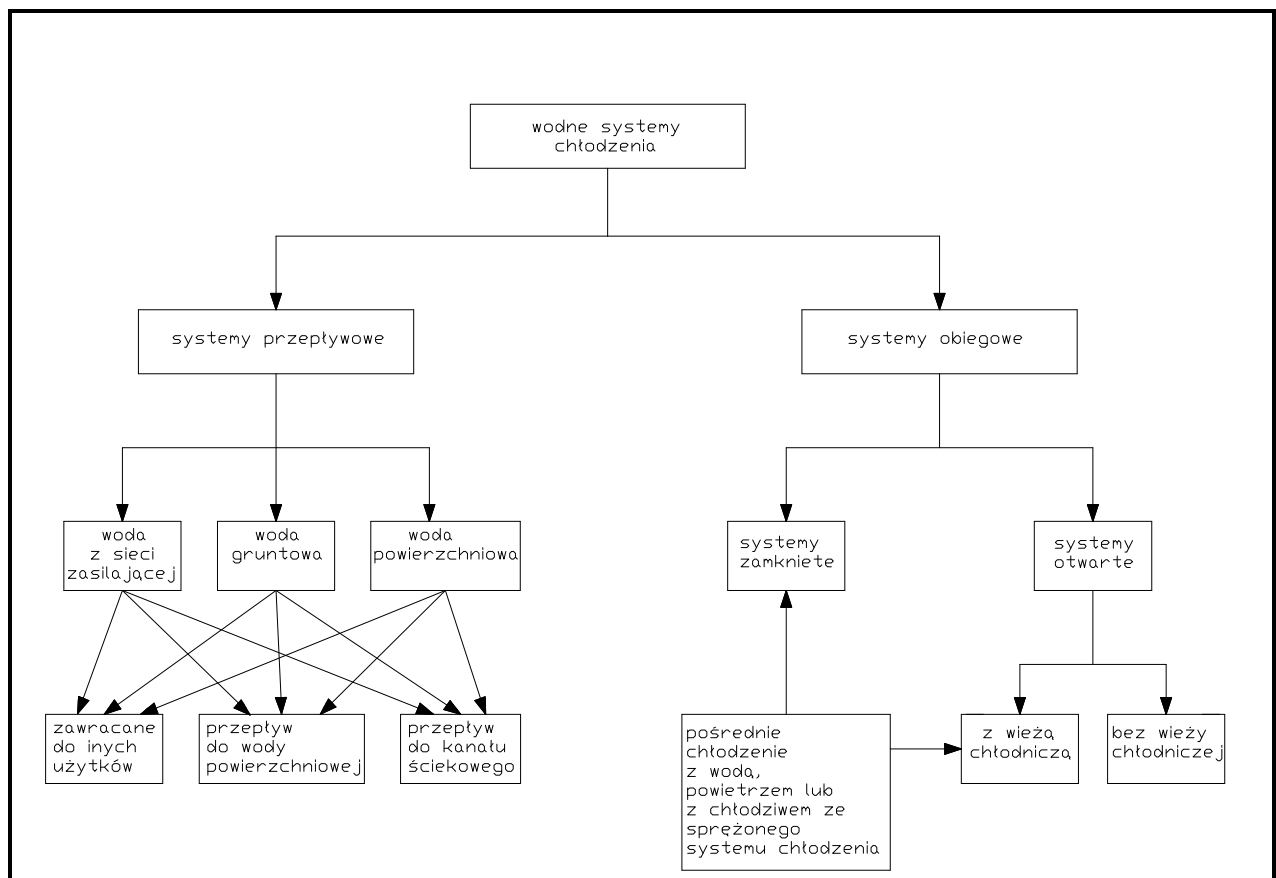 wodne systemy
chłodzenia
systemy przepływowe
systemy obiegowe
woda
z sieci
zasilającej
woda
gruntowa
woda
powierzchniowa
systemy
zamkniete
systemy
otwarte
zawracane
do inych
użytków
przepływ
do wody
powierzchniowej
przepływ
do kanału
ściekowego
pośrednie
chłodzenie
z wodą,
powietrzem lub
z chłodziwem ze
sprężonego
systemu chłodzenia
z wieżą
chłodniczą
bez wieży
chłodniczej